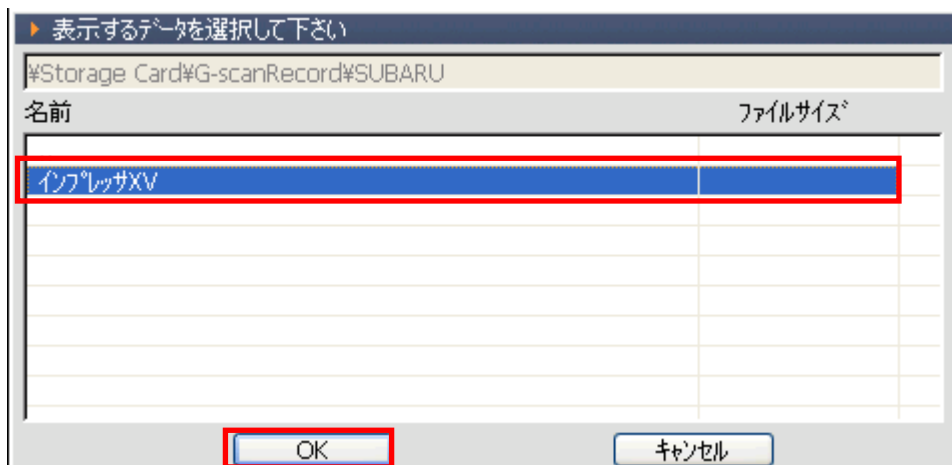 表示するﾃﾞｰﾀを選択して下さい
¥Storage Card¥G-scanRecord¥SUBARU
名前 ﾌｧｲﾙｻｲｽﾞ
ｲﾝﾌﾟﾚｯｻXV
OK ｷｬﾝｾﾙ